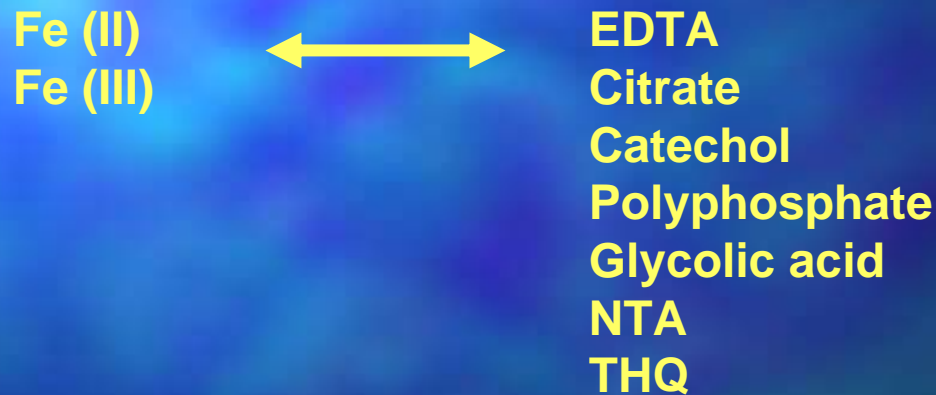 Fe (II)
Fe (III)
EDTA
Citrate
Catechol
Polyphosphate
Glycolic acid
NTA
THQ